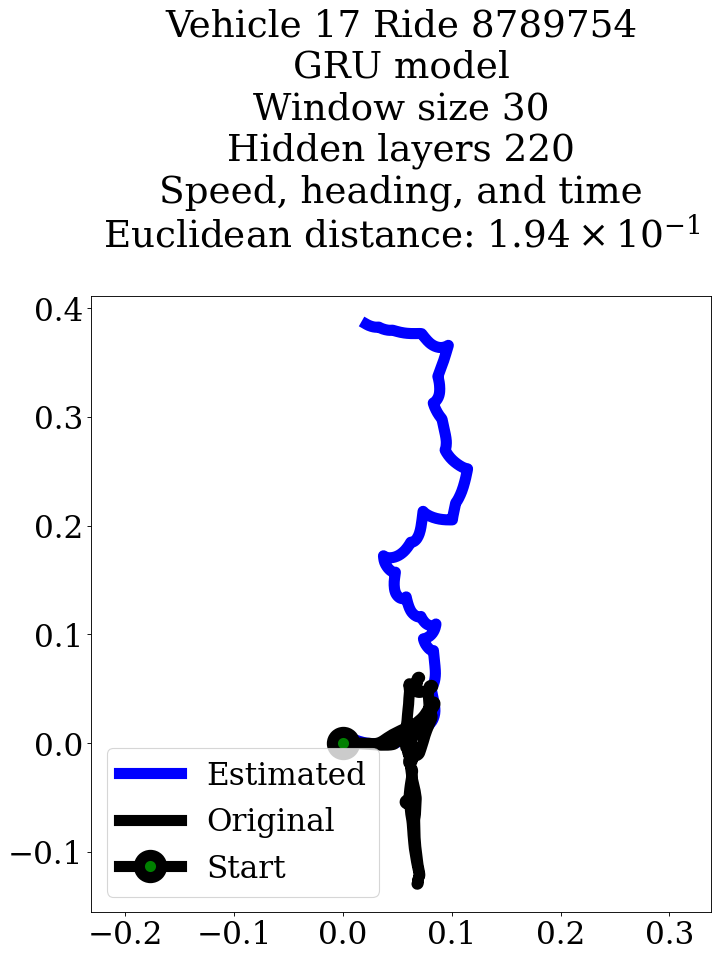 Vehicle 17 Ride 8789754
GRU model
Window size 30
Hidden layers 220
Speed, heading, and time
Euclidean distance: 1.94 × 10⁻¹
0.4
0.3
0.2
0.1
0.0
−0.1
Estimated
Original
Start
−0.2 −0.1 0.0 0.1 0.2 0.3